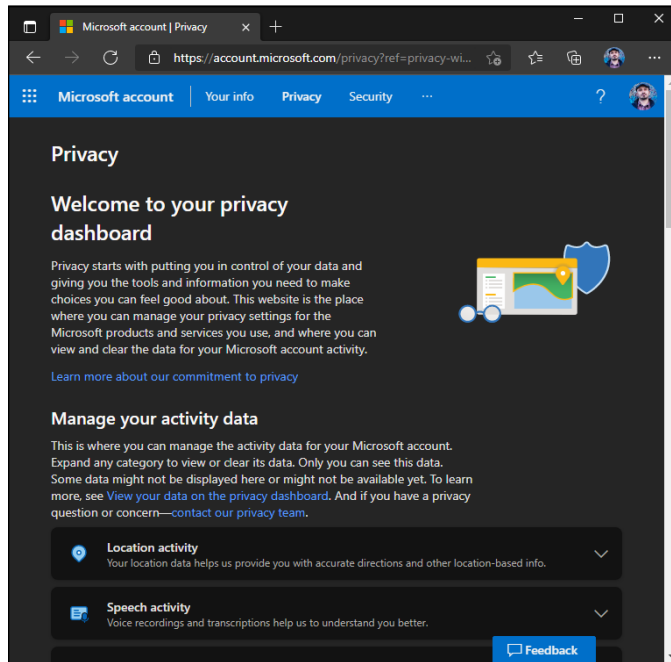 Microsoft account | Privacy
https://account.microsoft.com/privacy?ref=privacy-wi...
Microsoft account Your info Privacy Security ... ?
Privacy
Welcome to your privacy
dashboard
Privacy starts with putting you in control of your data and
giving you the tools and information you need to make
choices you can feel good about. This website is the place
where you can manage your privacy settings for the
Microsoft products and services you use, and where you can
view and clear the data for your Microsoft account activity.
Learn more about our commitment to privacy
Manage your activity data
This is where you can manage the activity data for your Microsoft account.
Expand any category to view or clear its data. Only you can see this data.
Some data might not be displayed here or might not be available yet. To learn
more, see View your data on the privacy dashboard. And if you have a privacy
question or concern—contact our privacy team.
Location activity
Your location data helps us provide you with accurate directions and other location-based info.
Speech activity
Voice recordings and transcriptions help us to understand you better.
Feedback